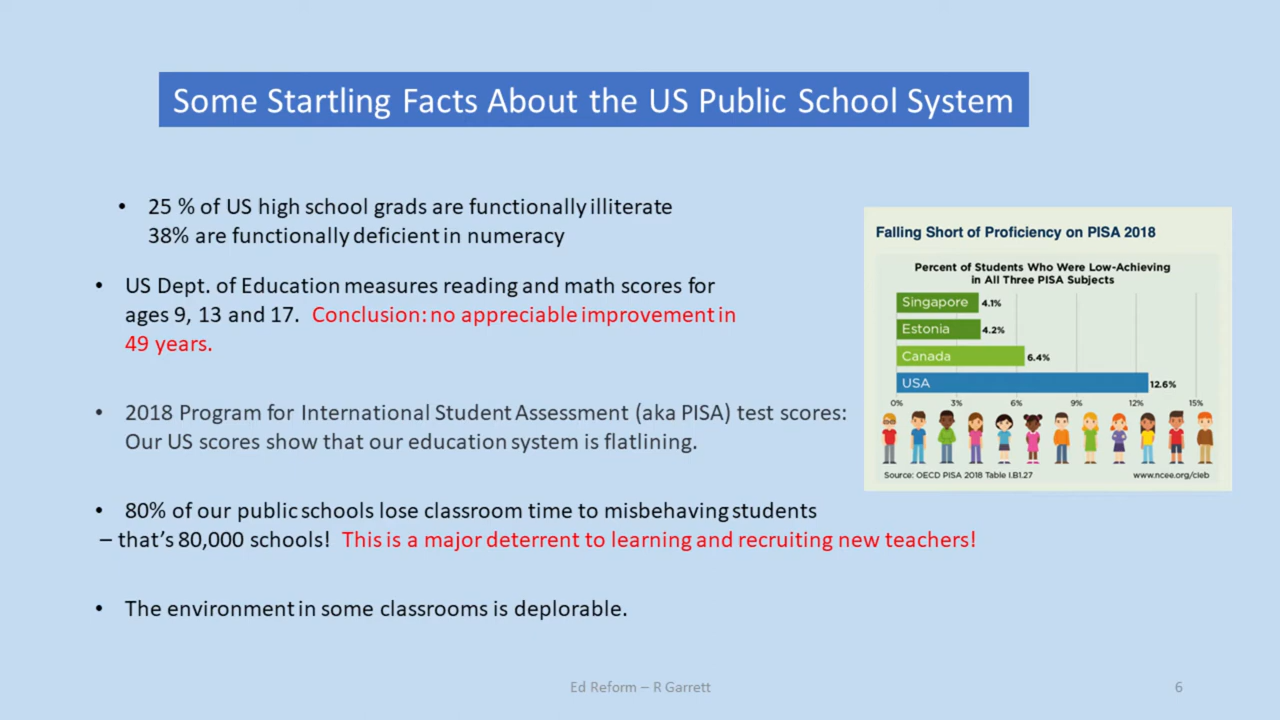 Some Startling Facts About the US Public School System
• 25 % of US high school grads are functionally illiterate
38% are functionally deficient in numeracy
• US Dept. of Education measures reading and math scores for
ages 9, 13 and 17. Conclusion: no appreciable improvement in
49 years.
• 2018 Program for International Student Assessment (aka PISA) test scores:
Our US scores show that our education system is flatlining.
• 80% of our public schools lose classroom time to misbehaving students
– that's 80,000 schools! This is a major deterrent to learning and recruiting new teachers!
• The environment in some classrooms is deplorable.
Falling Short of Proficiency on PISA 2018
Percent of Students Who Were Low-Achieving
in All Three PISA Subjects
Singapore 4.1%
Estonia 4.2%
Canada 6.4%
USA 12.6%
0% 3% 6% 9% 12% 15%
Source: OECD PISA 2018 Table I.B1.27 www.ncee.org/cieb
Ed Reform – R Garrett 6